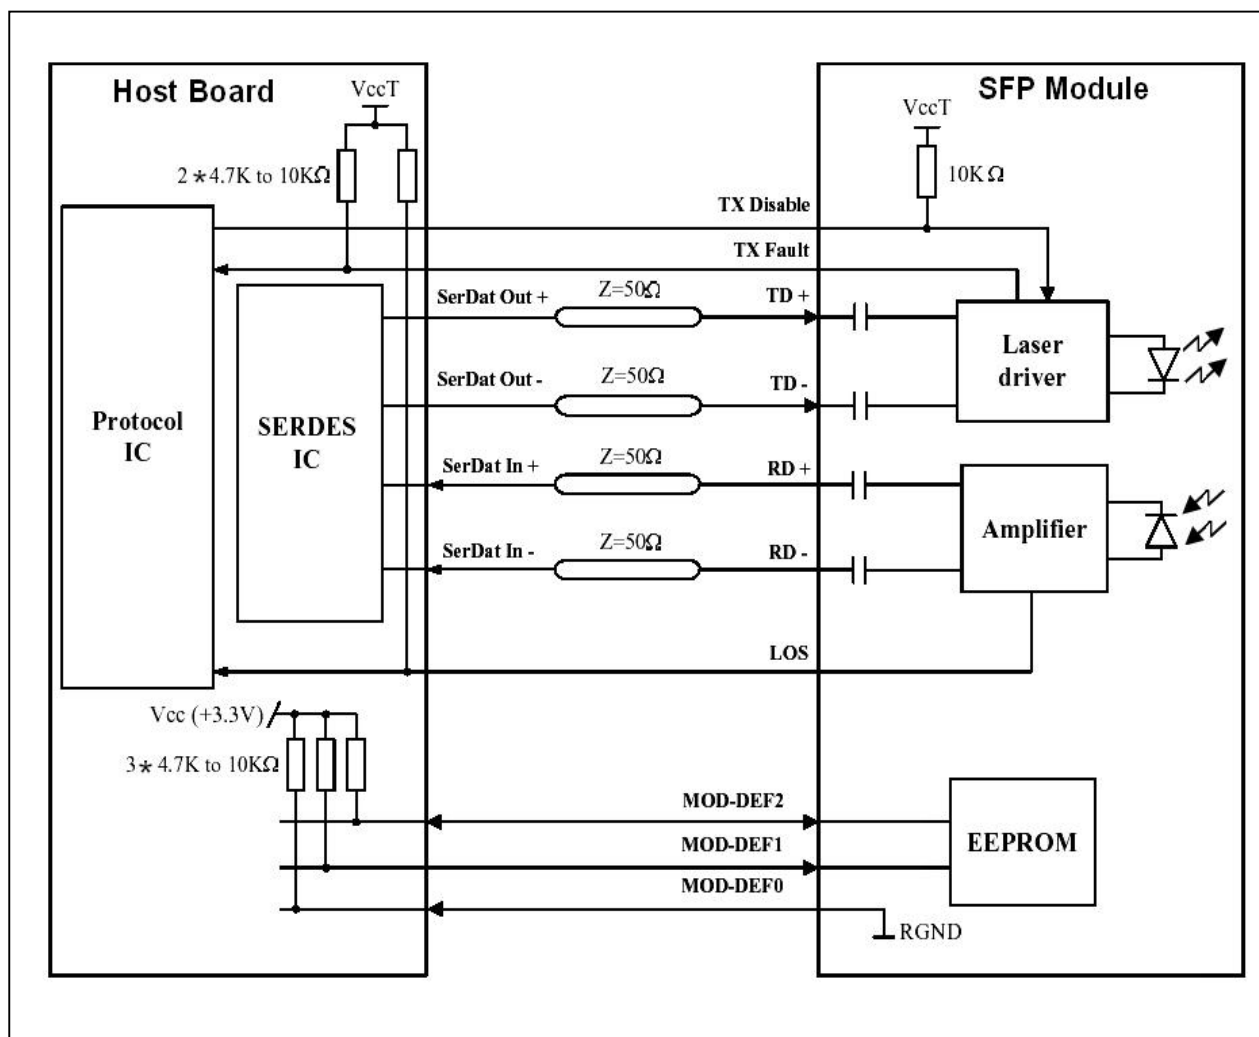 Host Board
SFP Module
VccT
VccT
2*4.7K to 10KΩ
10KΩ
TX Disable
TX Fault
SerDat Out +
Z=50Ω
TD +
Laser
driver
SerDat Out -
Z=50Ω
TD -
Protocol
IC
SERDES
IC
SerDat In +
Z=50Ω
RD +
Amplifier
SerDat In -
Z=50Ω
RD -
LOS
Vcc (+3.3V)
3* 4.7K to 10KΩ
MOD-DEF2
MOD-DEF1
EEPROM
MOD-DEF0
RGND